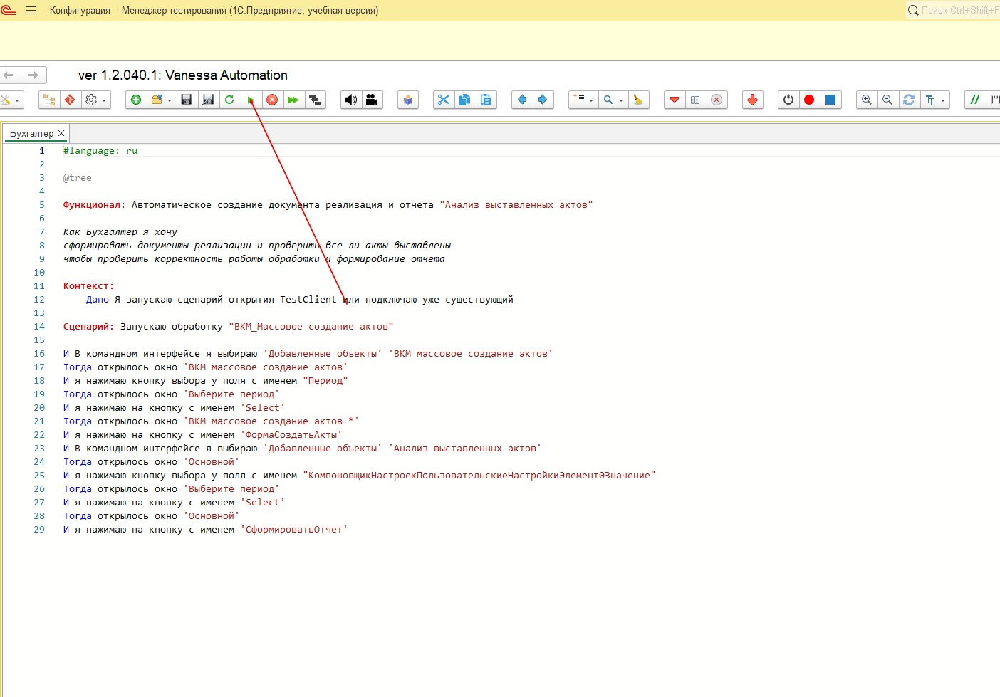 Конфигурация - Менеджер тестирования (1С:Предприятие, учебная версия)
Поиск Ctrl+Shift+F
ver 1.2.040.1: Vanessa Automation
Бухгалтер
1 #language: ru
2
3 @tree
4
5 Функционал: Автоматическое создание документа реализация и отчета "Анализ выставленных актов"
6
7 Как Бухгалтер я хочу
8 сформировать документы реализации и проверить все ли акты выставлены
9 чтобы проверить корректность работы обработки и формирование отчета
10
11 Контекст:
12 Дано Я запускаю сценарий открытия TestClient или подключаю уже существующий
13
14 Сценарий: Запускаю обработку "ВКМ_Массовое создание актов"
15
16 И В командном интерфейсе я выбираю 'Добавленные объекты' 'ВКМ массовое создание актов'
17 Тогда открылось окно 'ВКМ массовое создание актов'
18 И я нажимаю кнопку выбора у поля с именем "Период"
19 Тогда открылось окно 'Выберите период'
20 И я нажимаю на кнопку с именем 'Select'
21 Тогда открылось окно 'ВКМ массовое создание актов *'
22 И я нажимаю на кнопку с именем 'ФормаСоздатьАкты'
23 И В командном интерфейсе я выбираю 'Добавленные объекты' 'Анализ выставленных актов'
24 Тогда открылось окно 'Основной'
25 И я нажимаю кнопку выбора у поля с именем "КомпоновщикНастроекПользовательскиеНастройкиЭлемент0Значение"
26 Тогда открылось окно 'Выберите период'
27 И я нажимаю на кнопку с именем 'Select'
28 Тогда открылось окно 'Основной'
29 И я нажимаю на кнопку с именем 'СформироватьОтчет'